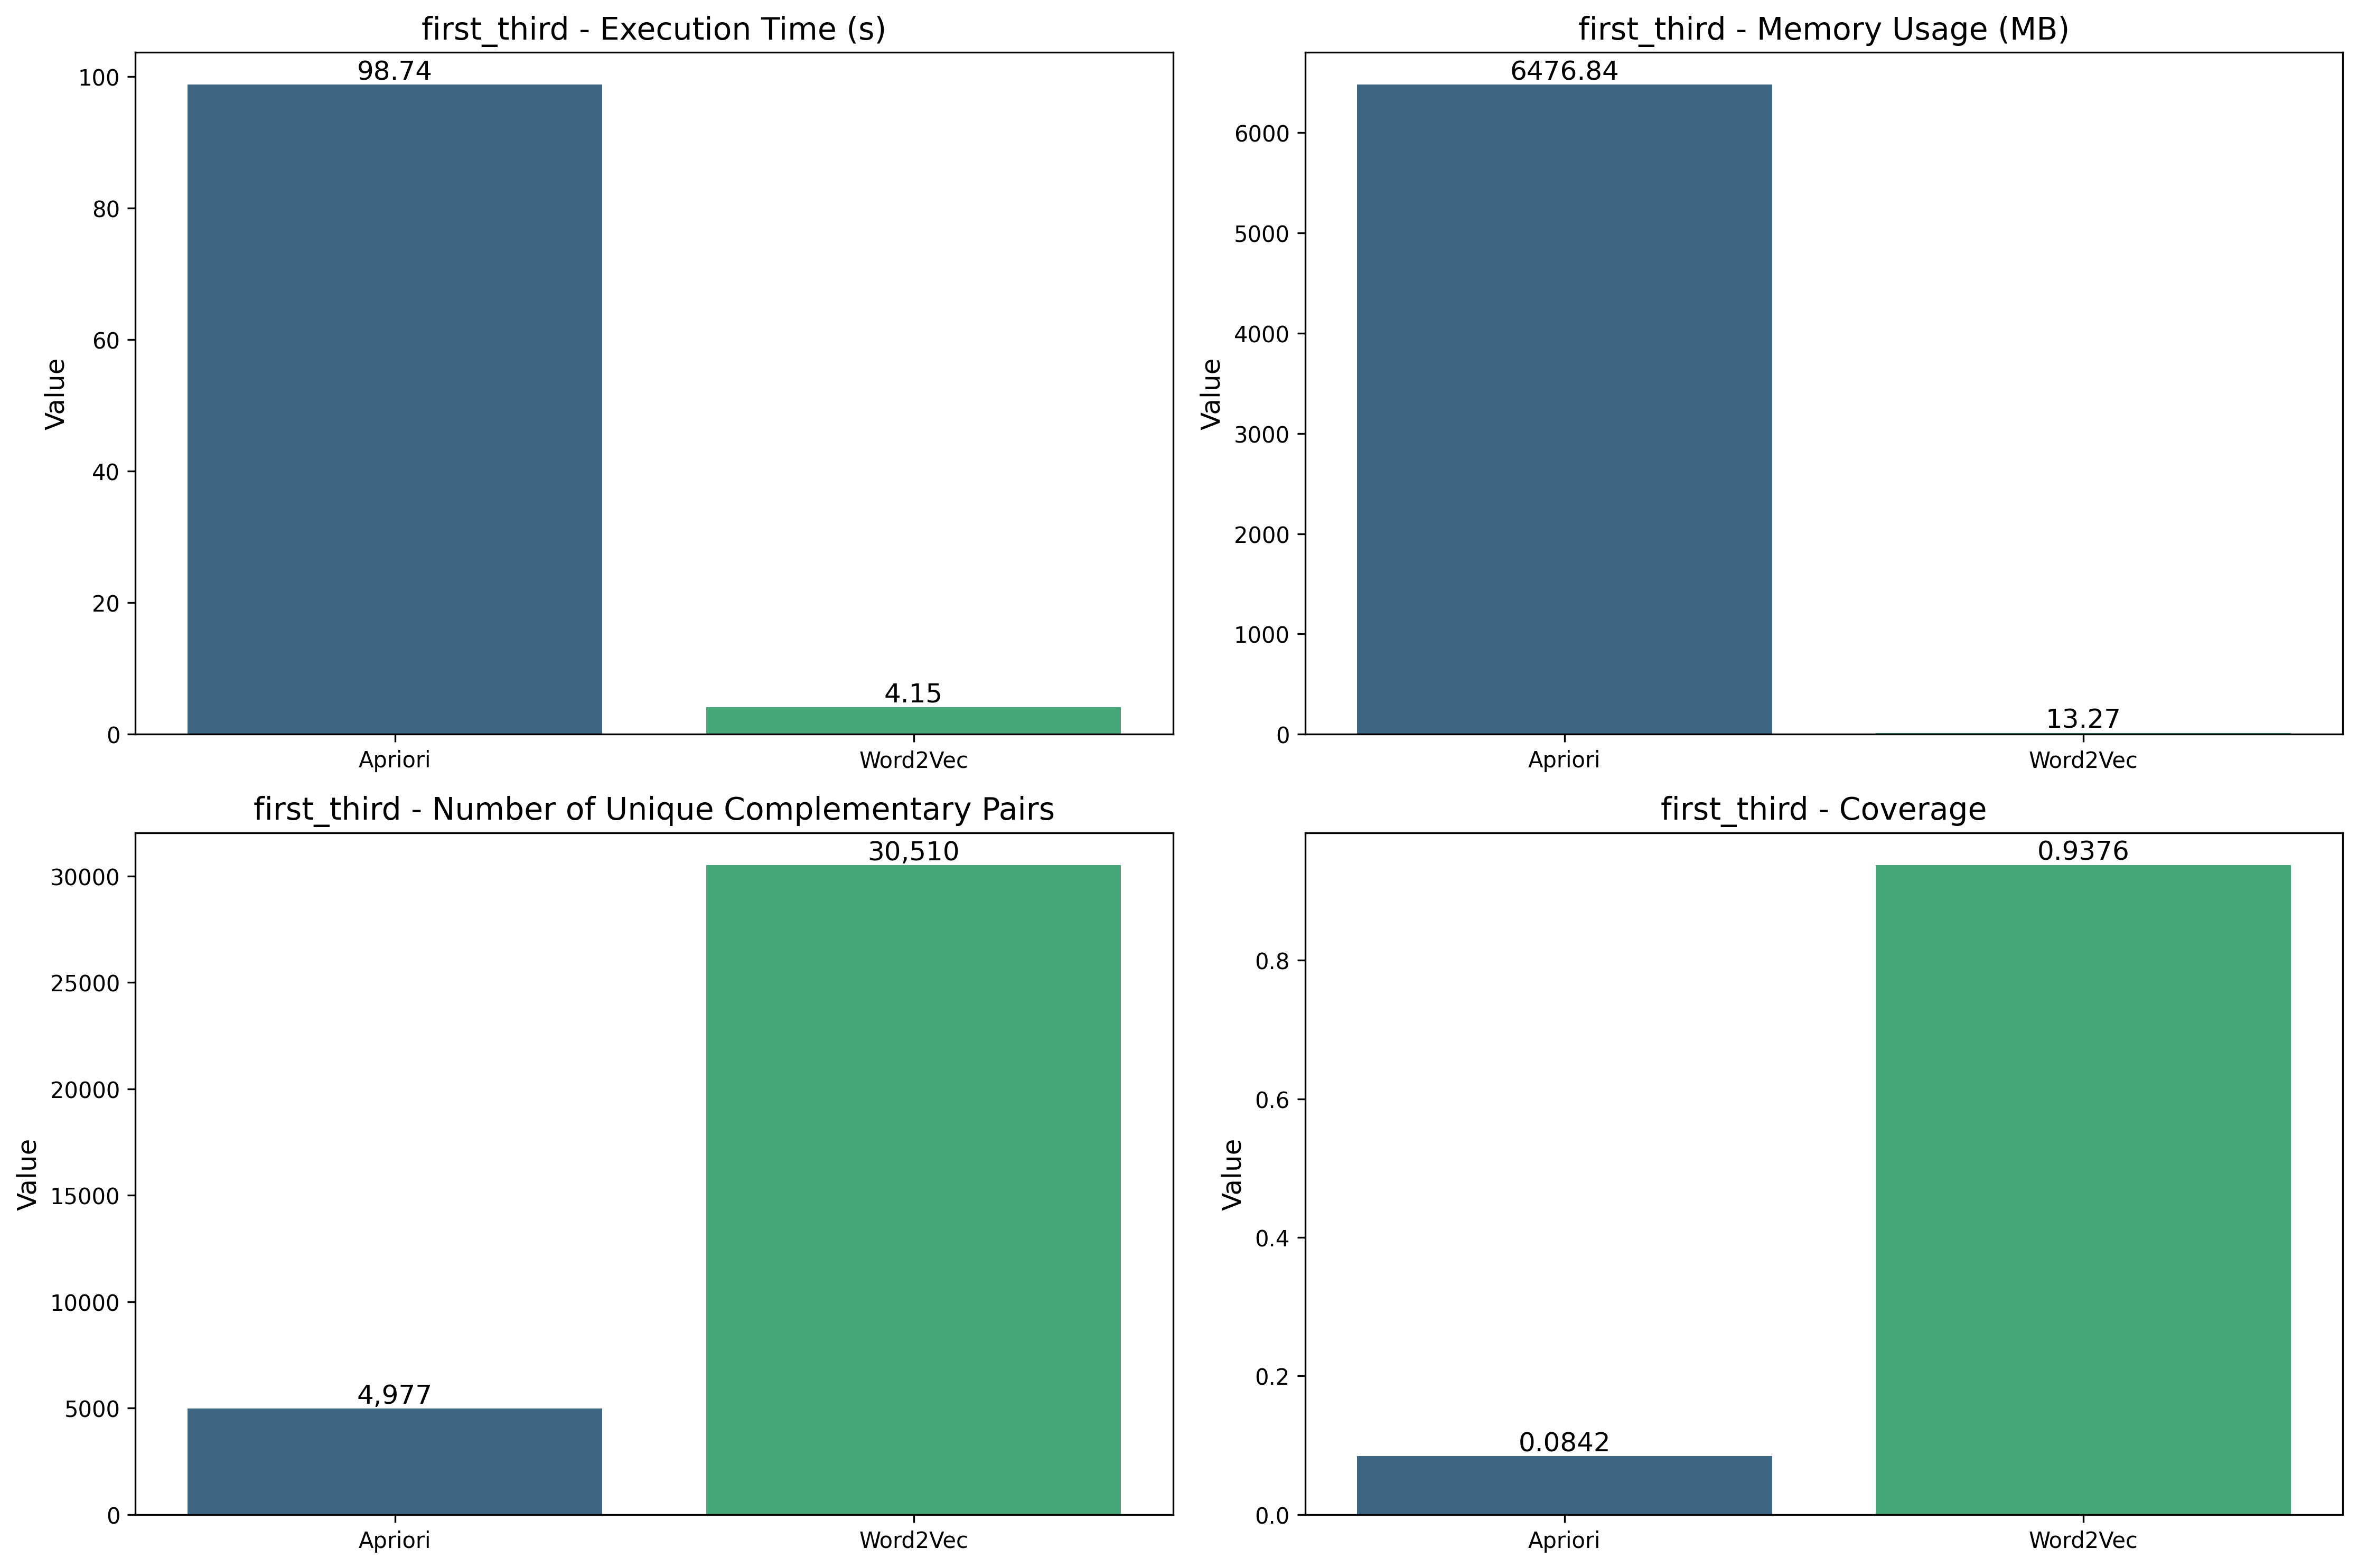 first_third - Execution Time (s)
Value
100
80
60
40
20
0
98.74
4.15
Apriori
Word2Vec
first_third - Memory Usage (MB)
Value
6000
5000
4000
3000
2000
1000
0
6476.84
13.27
Apriori
Word2Vec
first_third - Number of Unique Complementary Pairs
Value
30000
25000
20000
15000
10000
5000
0
4,977
30,510
Apriori
Word2Vec
first_third - Coverage
Value
0.8
0.6
0.4
0.2
0.0
0.0842
0.9376
Apriori
Word2Vec